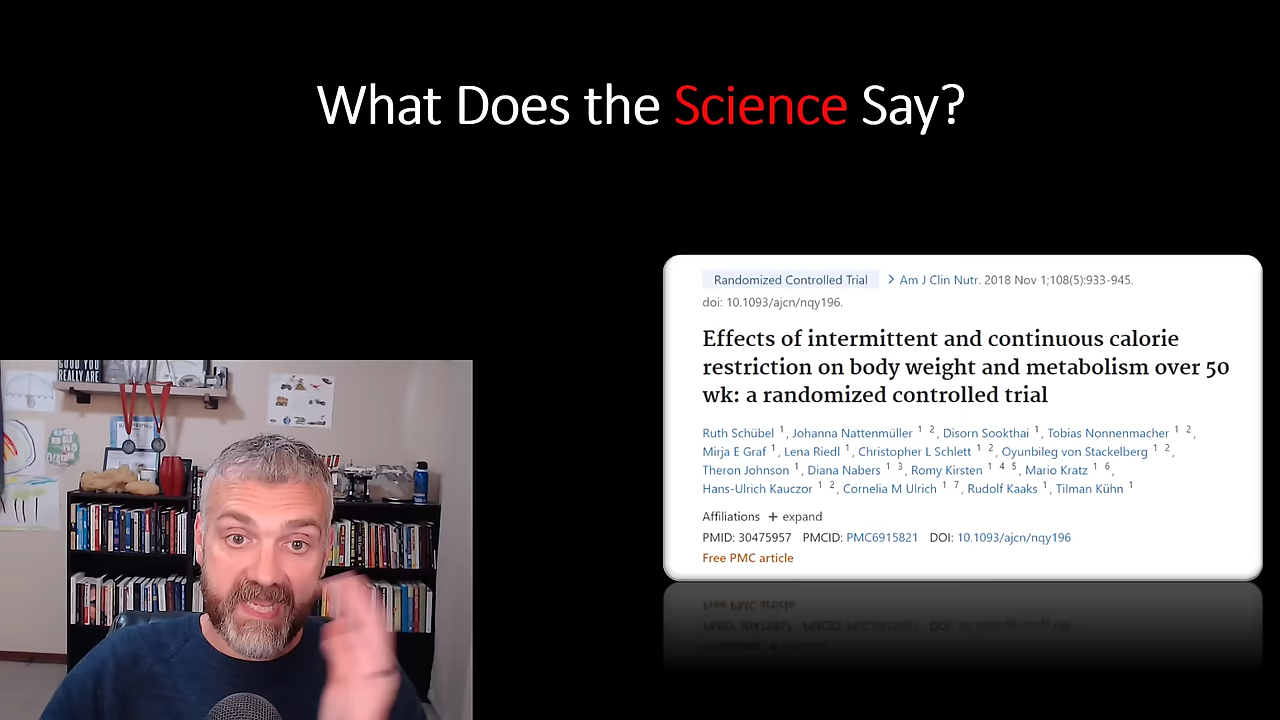 What Does the Science Say?
Randomized Controlled Trial > Am J Clin Nutr. 2018 Nov 1;108(5):933-945.
doi: 10.1093/ajcn/nqy196.
Effects of intermittent and continuous calorie
restriction on body weight and metabolism over 50
wk: a randomized controlled trial
Ruth Schübel 1, Johanna Nattenmüller 1 2, Disorn Sookthai 1, Tobias Nonnenmacher 1 2,
Mirja E Graf 1, Lena Riedl 1, Christopher L Schlett 1 2, Oyunbileg von Stackelberg 1 2,
Theron Johnson 1, Diana Nabers 1 3, Romy Kirsten 1 4 5, Mario Kratz 1 6,
Hans-Ulrich Kauczor 1 2, Cornelia M Ulrich 1 7, Rudolf Kaaks 1, Tilman Kühn 1
Affiliations + expand
PMID: 30475957 PMCID: PMC6915821 DOI: 10.1093/ajcn/nqy196
Free PMC article
GOOD YOU
REALLY ARE